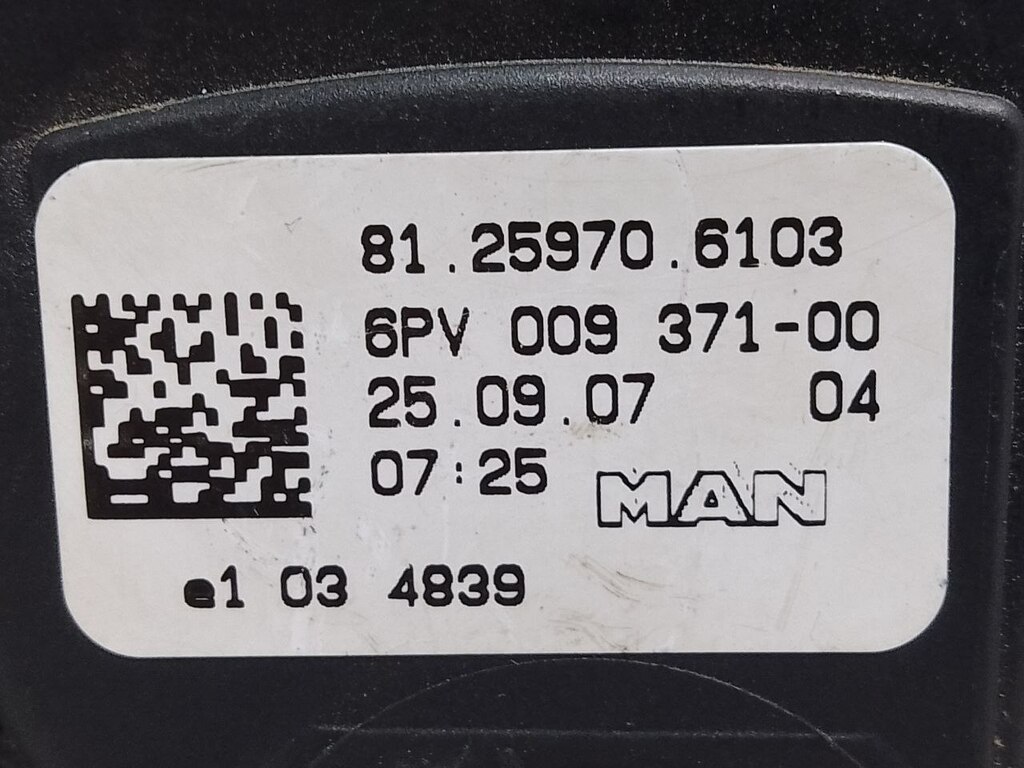 81.25970.6103
6PV 009 371-00
25.09.07 04
07:25
MAN
e1 03 4839